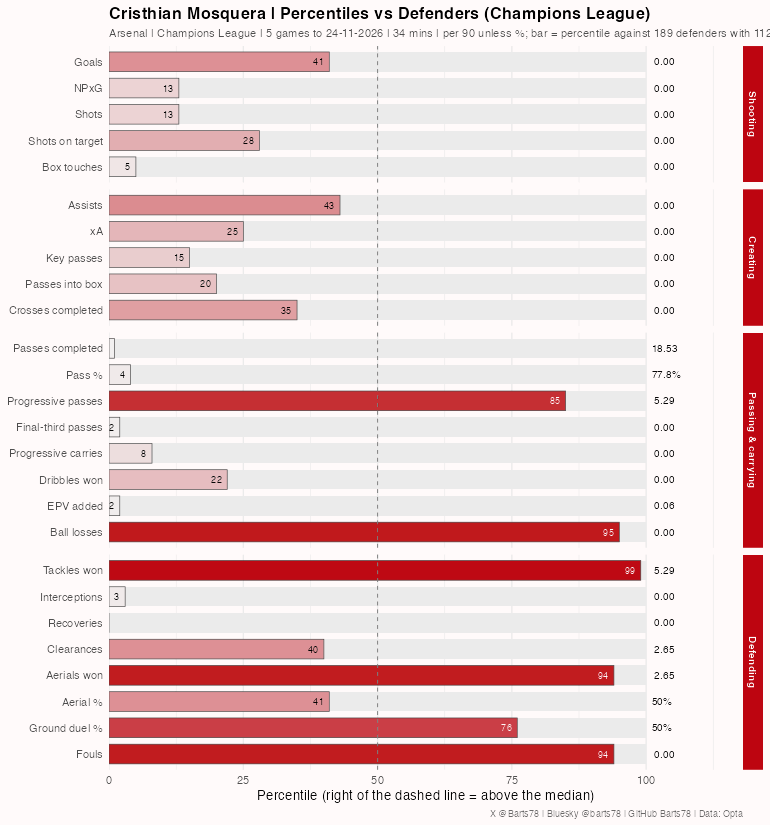 Cristhian Mosquera | Percentiles vs Defenders (Champions League)
Arsenal | Champions League | 5 games to 24-11-2026 | 34 mins | per 90 unless %; bar = percentile against 189 defenders with 112
Goals 41 0.00
NPxG 13 0.00
Shots 13 0.00
Shots on target 28 0.00
Box touches 5 0.00
Shooting
Assists 43 0.00
xA 25 0.00
Key passes 15 0.00
Passes into box 20 0.00
Crosses completed 35 0.00
Creating
Passes completed 18.53
Pass % 4 77.8%
Progressive passes 85 5.29
Final-third passes 2 0.00
Progressive carries 8 0.00
Dribbles won 22 0.00
EPV added 2 0.06
Ball losses 95 0.00
Passing & carrying
Tackles won 99 5.29
Interceptions 3 0.00
Recoveries 0.00
Clearances 40 2.65
Aerials won 94 2.65
Aerial % 41 50%
Ground duel % 76 50%
Fouls 94 0.00
Defending
0 25 50 75 100
Percentile (right of the dashed line = above the median)
X @Barts78 | Bluesky @barts78 | GitHub Barts78 | Data: Opta